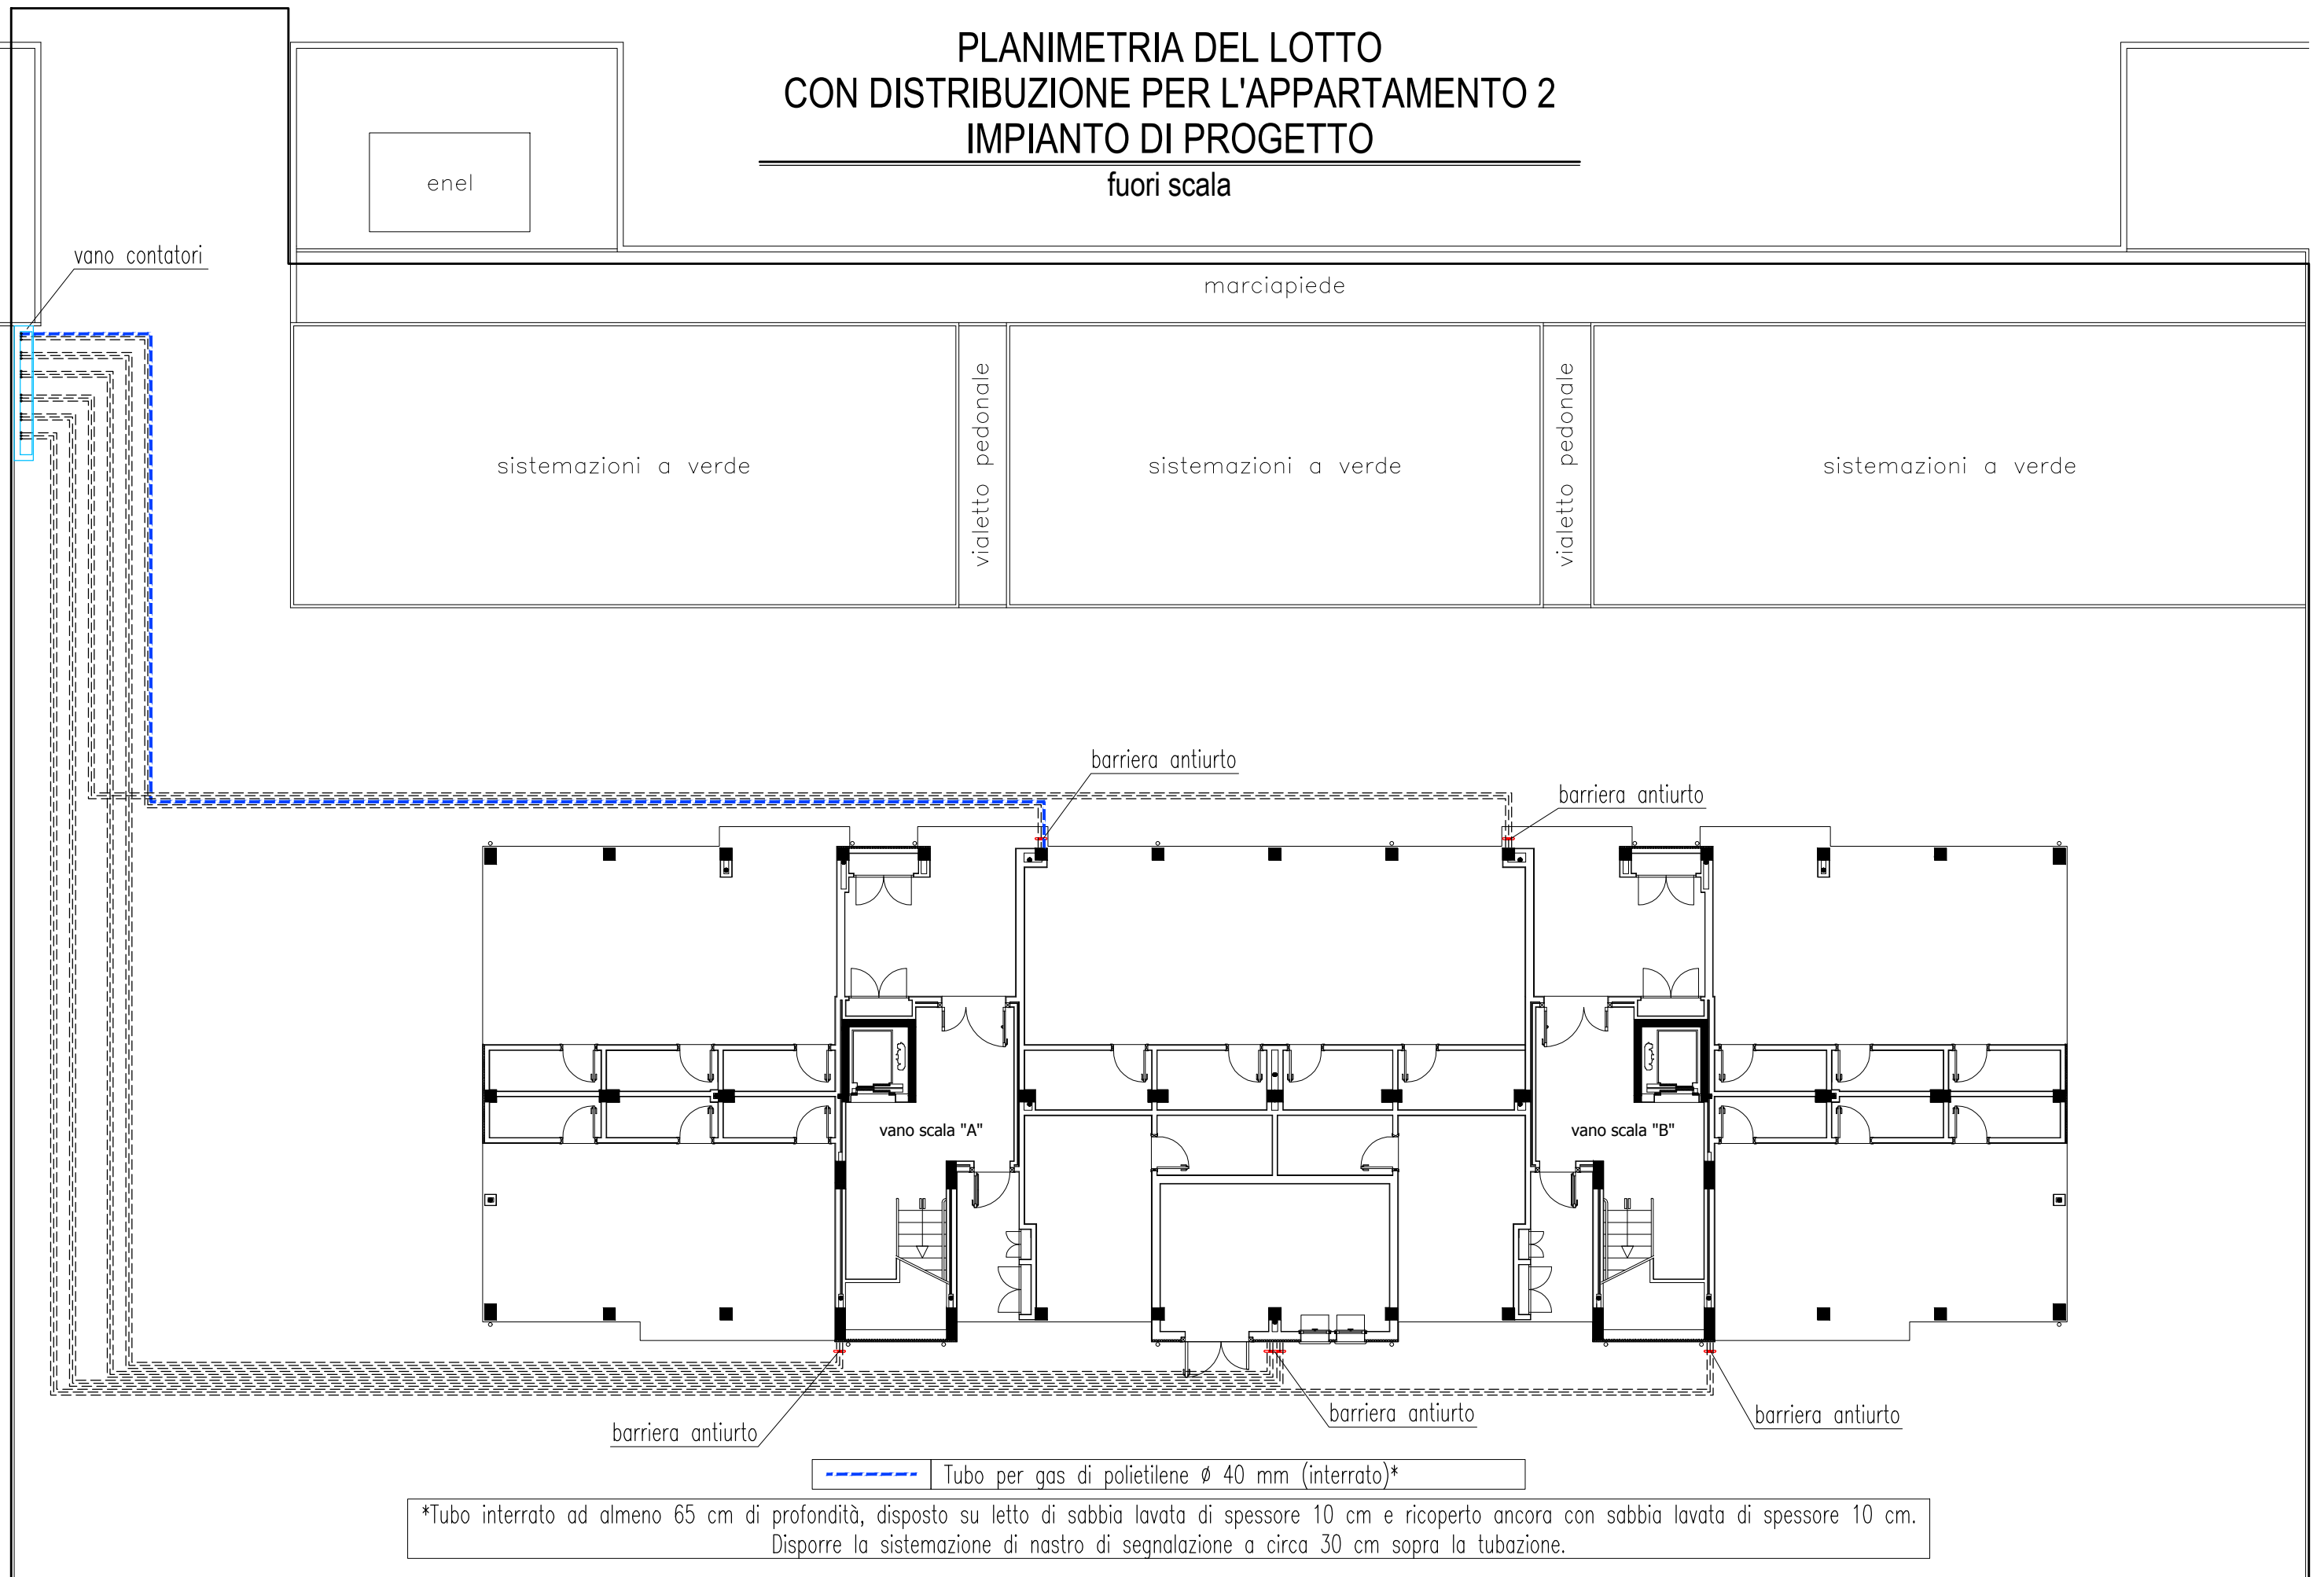 PLANIMETRIA DEL LOTTO
CON DISTRIBUZIONE PER L'APPARTAMENTO 2
IMPIANTO DI PROGETTO
fuori scala
enel
vano contatori
marciapiede
sistemazioni a verde
vialetto pedonale
sistemazioni a verde
vialetto pedonale
sistemazioni a verde
barriera antiurto
barriera antiurto
vano scala "A"
vano scala "B"
barriera antiurto
barriera antiurto
barriera antiurto
Tubo per gas di polietilene ø 40 mm (interrato)*
*Tubo interrato ad almeno 65 cm di profondità, disposto su letto di sabbia lavata di spessore 10 cm e ricoperto ancora con sabbia lavata di spessore 10 cm.
Disporre la sistemazione di nastro di segnalazione a circa 30 cm sopra la tubazione.